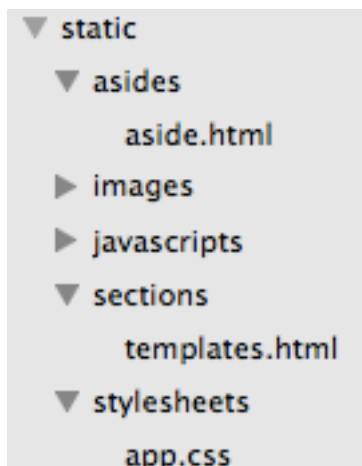 static
asides
aside.html
images
javascripts
sections
templates.html
stylesheets
app.css